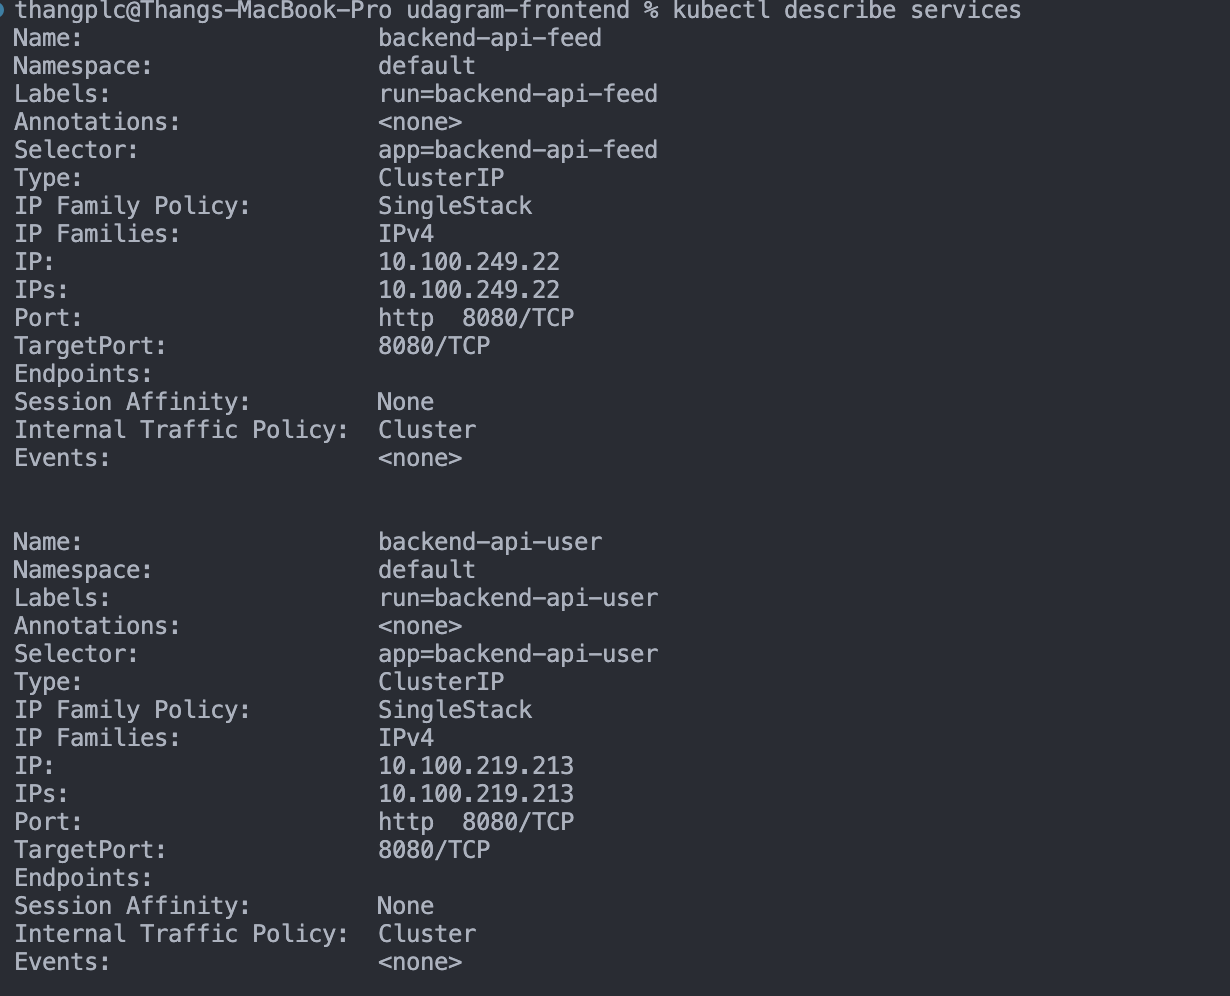 thangplc@Thangs-MacBook-Pro udagram-frontend % kubectl describe services
Name:                     backend-api-feed
Namespace:                default
Labels:                   run=backend-api-feed
Annotations:              <none>
Selector:                 app=backend-api-feed
Type:                     ClusterIP
IP Family Policy:         SingleStack
IP Families:              IPv4
IP:                       10.100.249.22
IPs:                      10.100.249.22
Port:                     http  8080/TCP
TargetPort:               8080/TCP
Endpoints:
Session Affinity:         None
Internal Traffic Policy:  Cluster
Events:                   <none>
Name:                     backend-api-user
Namespace:                default
Labels:                   run=backend-api-user
Annotations:              <none>
Selector:                 app=backend-api-user
Type:                     ClusterIP
IP Family Policy:         SingleStack
IP Families:              IPv4
IP:                       10.100.219.213
IPs:                      10.100.219.213
Port:                     http  8080/TCP
TargetPort:               8080/TCP
Endpoints:
Session Affinity:         None
Internal Traffic Policy:  Cluster
Events:                   <none>